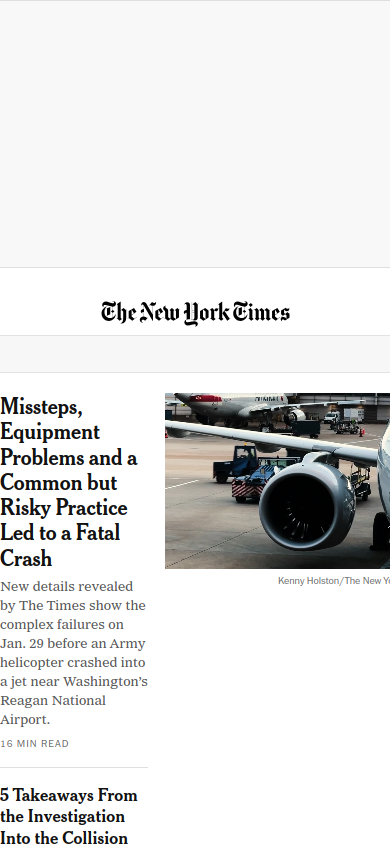 The New York Times
Missteps,
Equipment
Problems and a
Common but
Risky Practice
Led to a Fatal
Crash
New details revealed
by The Times show the
complex failures on
Jan. 29 before an Army
helicopter crashed into
a jet near Washington's
Reagan National
Airport.
16 MIN READ
Kenny Holston/The New Yo
5 Takeaways From
the Investigation
Into the Collision